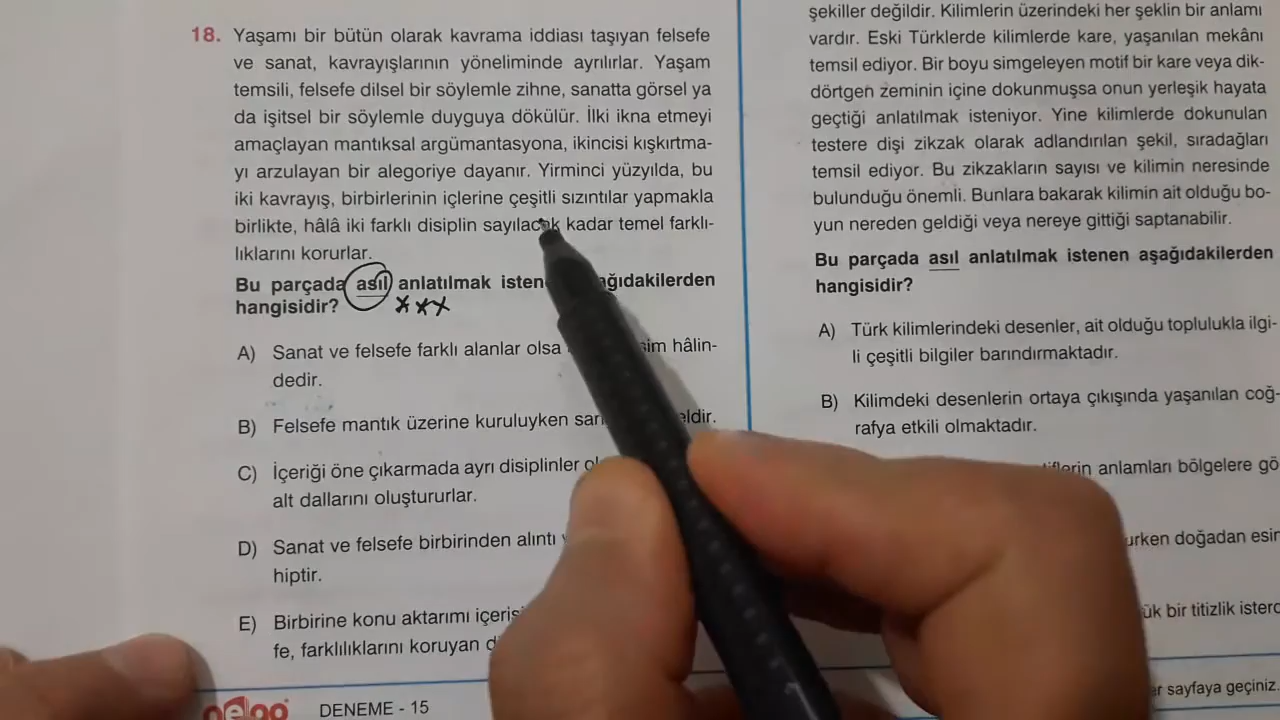 18. Yaşamı bir bütün olarak kavrama iddiası taşıyan felsefe
ve sanat, kavrayışlarının yöneliminde ayrılırlar. Yaşam
temsili, felsefe dilsel bir söylemle zihne, sanatta görsel ya
da işitsel bir söylemle duyguya dökülür. İlki ikna etmeyi
amaçlayan mantıksal argümantasyona, ikincisi kışkırtma-
yı arzulayan bir alegoriye dayanır. Yirminci yüzyılda, bu
iki kavrayış, birbirlerinin içlerine çeşitli sızıntılar yapmakla
birlikte, hâlâ iki farklı disiplin sayılacak kadar temel farklı-
lıklarını korurlar.
Bu parçada asıl anlatılmak isten ağıdakilerden
hangisidir?
A) Sanat ve felsefe farklı alanlar olsa hâlin-
dedir.
B) Felsefe mantık üzerine kuruluyken
C) İçeriği öne çıkarmada ayrı disiplinler
alt dallarını oluştururlar.
D) Sanat ve felsefe birbirinden alıntı
hiptir.
E) Birbirine konu aktarımı
fe, farklılıklarını koruyan
DENEME - 15
şekiller değildir. Kilimlerin üzerindeki her şeklin bir anlamı
vardır. Eski Türklerde kilimlerde kare, yaşanılan mekânı
temsil ediyor. Bir boyu simgeleyen motif bir kare veya dik-
dörtgen zeminin içine dokunmuşsa onun yerleşik hayata
geçtiği anlatılmak isteniyor. Yine kilimlerde dokunulan
testere dişi zikzak olarak adlandırılan şekil, sıradağları
temsil ediyor. Bu zikzakların sayısı ve kilimin neresinde
bulunduğu önemli. Bunlara bakarak kilimin ait olduğu bo-
yun nereden geldiği veya nereye gittiği saptanabilir.
Bu parçada asıl anlatılmak istenen aşağıdakilerden
hangisidir?
A) Türk kilimlerindeki desenler, ait olduğu toplulukla ilgi-
li çeşitli bilgiler barındırmaktadır.
B) Kilimdeki desenlerin ortaya çıkışında yaşanılan coğ-
rafya etkili olmaktadır.
anlamları bölgelere gö
doğadan esin
bir titizlik ister
sayfaya geçiniz.